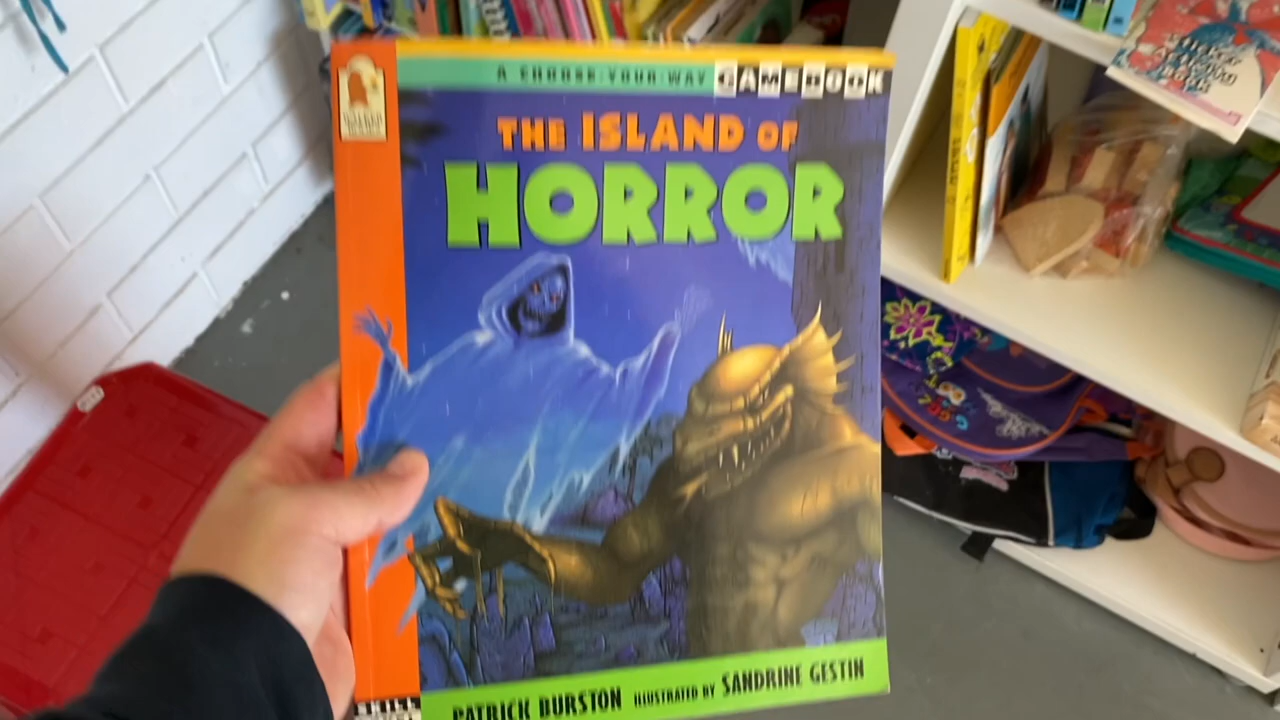 A CHOOSE-YOUR-WAY GAMEBOOK
THE ISLAND OF
HORROR
PATRICK BURSTON ILLUSTRATED BY SANDRINE GESTIN